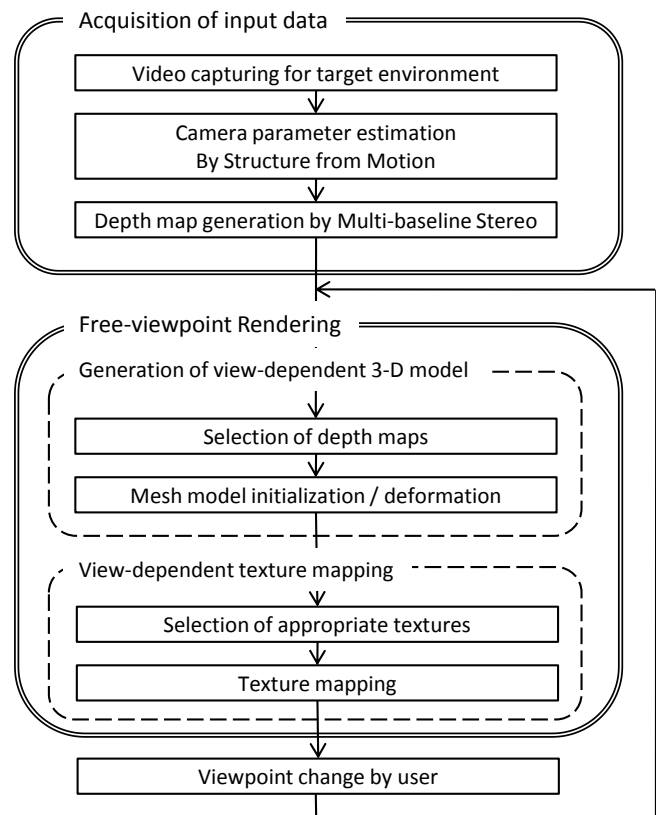 Acquisition of input data
Video capturing for target environment
Camera parameter estimation
By Structure from Motion
Depth map generation by Multi-baseline Stereo
Free-viewpoint Rendering
Generation of view-dependent 3-D model
Selection of depth maps
Mesh model initialization / deformation
View-dependent texture mapping
Selection of appropriate textures
Texture mapping
Viewpoint change by user